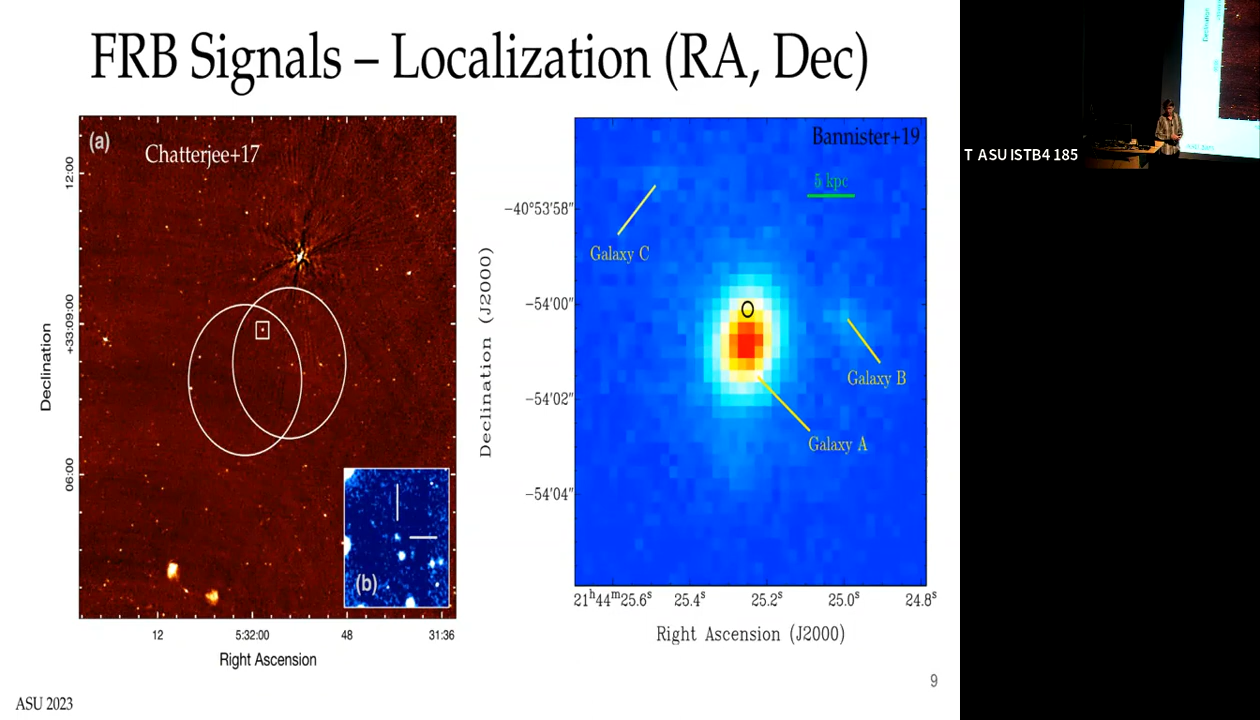 FRB Signals – Localization (RA, Dec)
(a)
Chatterjee+17
12:00
+33:09:00
06:00
Declination
(b)
12
5:32:00
48
31:36
Right Ascension
Bannister+19
5 kpc
Galaxy C
Galaxy B
Galaxy A
−40°53′58″
−54′00″
−54′02″
−54′04″
Declination (J2000)
21ʰ44ᵐ25.6ˢ
25.4ˢ
25.2ˢ
25.0ˢ
24.8ˢ
Right Ascension (J2000)
9
ASU 2023
T ASU ISTB4 185